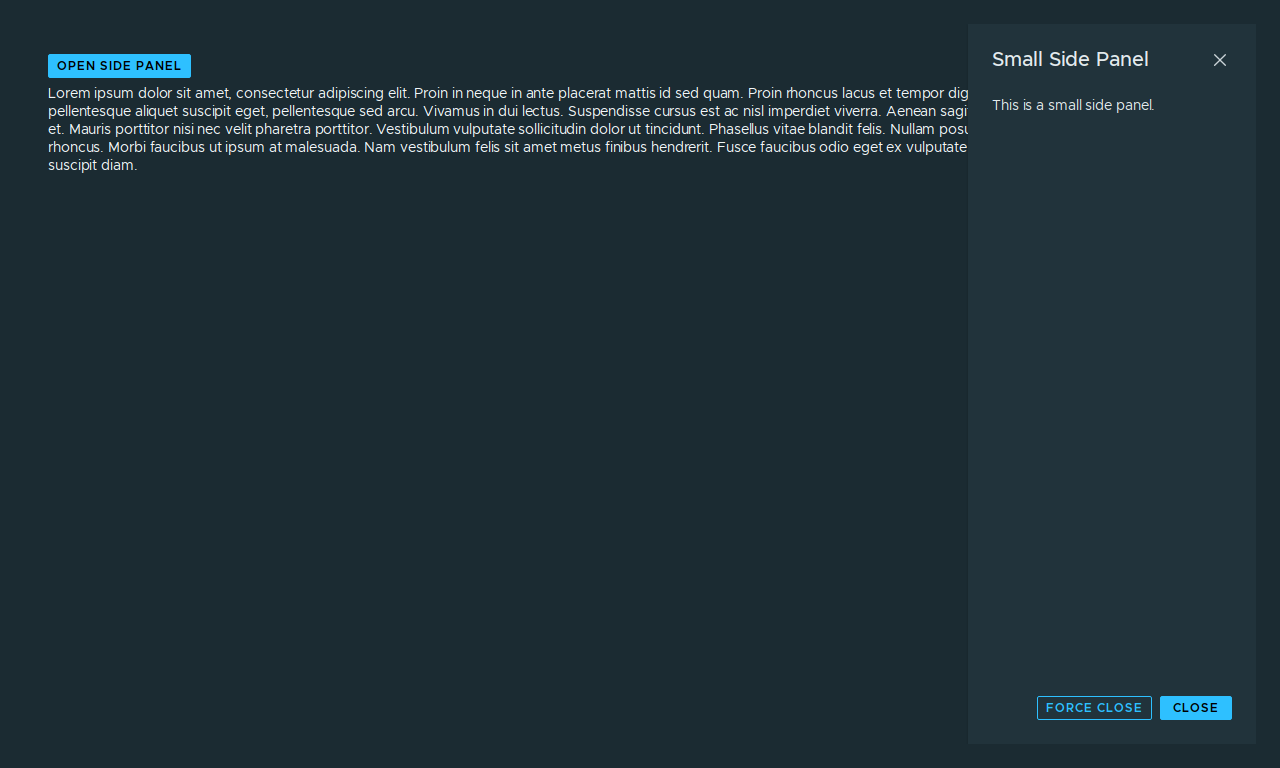 OPEN SIDE PANEL
Lorem ipsum dolor sit amet, consectetur adipiscing elit. Proin in neque in ante placerat mattis id sed quam. Proin rhoncus lacus et tempor dig
pellentesque aliquet suscipit eget, pellentesque sed arcu. Vivamus in dui lectus. Suspendisse cursus est ac nisl imperdiet viverra. Aenean sagi
et. Mauris porttitor nisi nec velit pharetra porttitor. Vestibulum vulputate sollicitudin dolor ut tincidunt. Phasellus vitae blandit felis. Nullam posu
rhoncus. Morbi faucibus ut ipsum at malesuada. Nam vestibulum felis sit amet metus finibus hendrerit. Fusce faucibus odio eget ex vulputate
suscipit diam.
Small Side Panel
This is a small side panel.
FORCE CLOSE
CLOSE